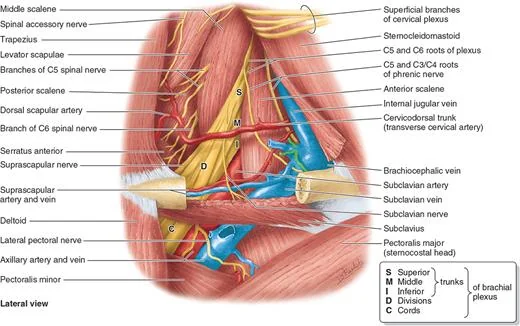 Middle scalene
Spinal accessory nerve
Trapezius
Levator scapulae
Branches of C5 spinal nerve
Posterior scalene
Dorsal scapular artery
Branch of C6 spinal nerve
Serratus anterior
Suprascapular nerve
Suprascapular
artery and vein
Deltoid
Lateral pectoral nerve
Axillary artery and vein
Pectoralis minor
Lateral view
S
M
I
D
C
Superficial branches
of cervical plexus
Sternocleidomastoid
C5 and C6 roots of plexus
C5 and C3/C4 roots
of phrenic nerve
Anterior scalene
Internal jugular vein
Cervicodorsal trunk
(transverse cervical artery)
Brachiocephalic vein
Subclavian artery
Subclavian vein
Subclavian nerve
Subclavius
Pectoralis major
(sternocostal head)
S Superior
M Middle
I Inferior
trunks
D Divisions
C Cords
of brachial
plexus